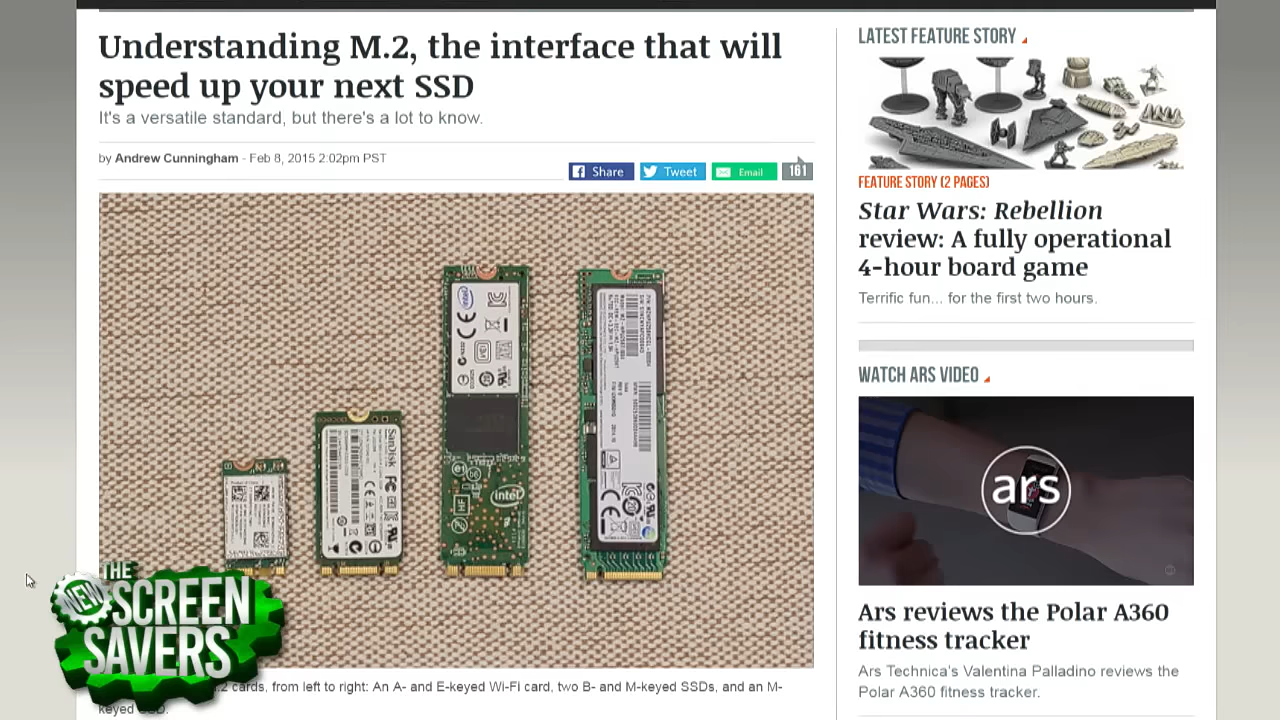 Understanding M.2, the interface that will
speed up your next SSD
It's a versatile standard, but there's a lot to know.
by Andrew Cunningham - Feb 8, 2015 2:02pm PST
Share
Tweet
Email
161
intel
SanDisk
intel
THE
NEW
SCREEN
SAVERS
.2 cards, from left to right: An A- and E-keyed Wi-Fi card, two B- and M-keyed SSDs, and an M-
keyed SSD.
LATEST FEATURE STORY
FEATURE STORY (2 PAGES)
Star Wars: Rebellion
review: A fully operational
4-hour board game
Terrific fun... for the first two hours.
WATCH ARS VIDEO
ars
Ars reviews the Polar A360
fitness tracker
Ars Technica's Valentina Palladino reviews the
Polar A360 fitness tracker.